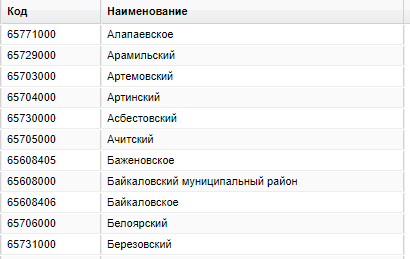 Код Наименование
65771000 Алапаевское
65729000 Арамильский
65703000 Артемовский
65704000 Артинский
65730000 Асбестовский
65705000 Ачитский
65608405 Баженовское
65608000 Байкаловский муниципальный район
65608406 Байкаловское
65706000 Белоярский
65731000 Березовский